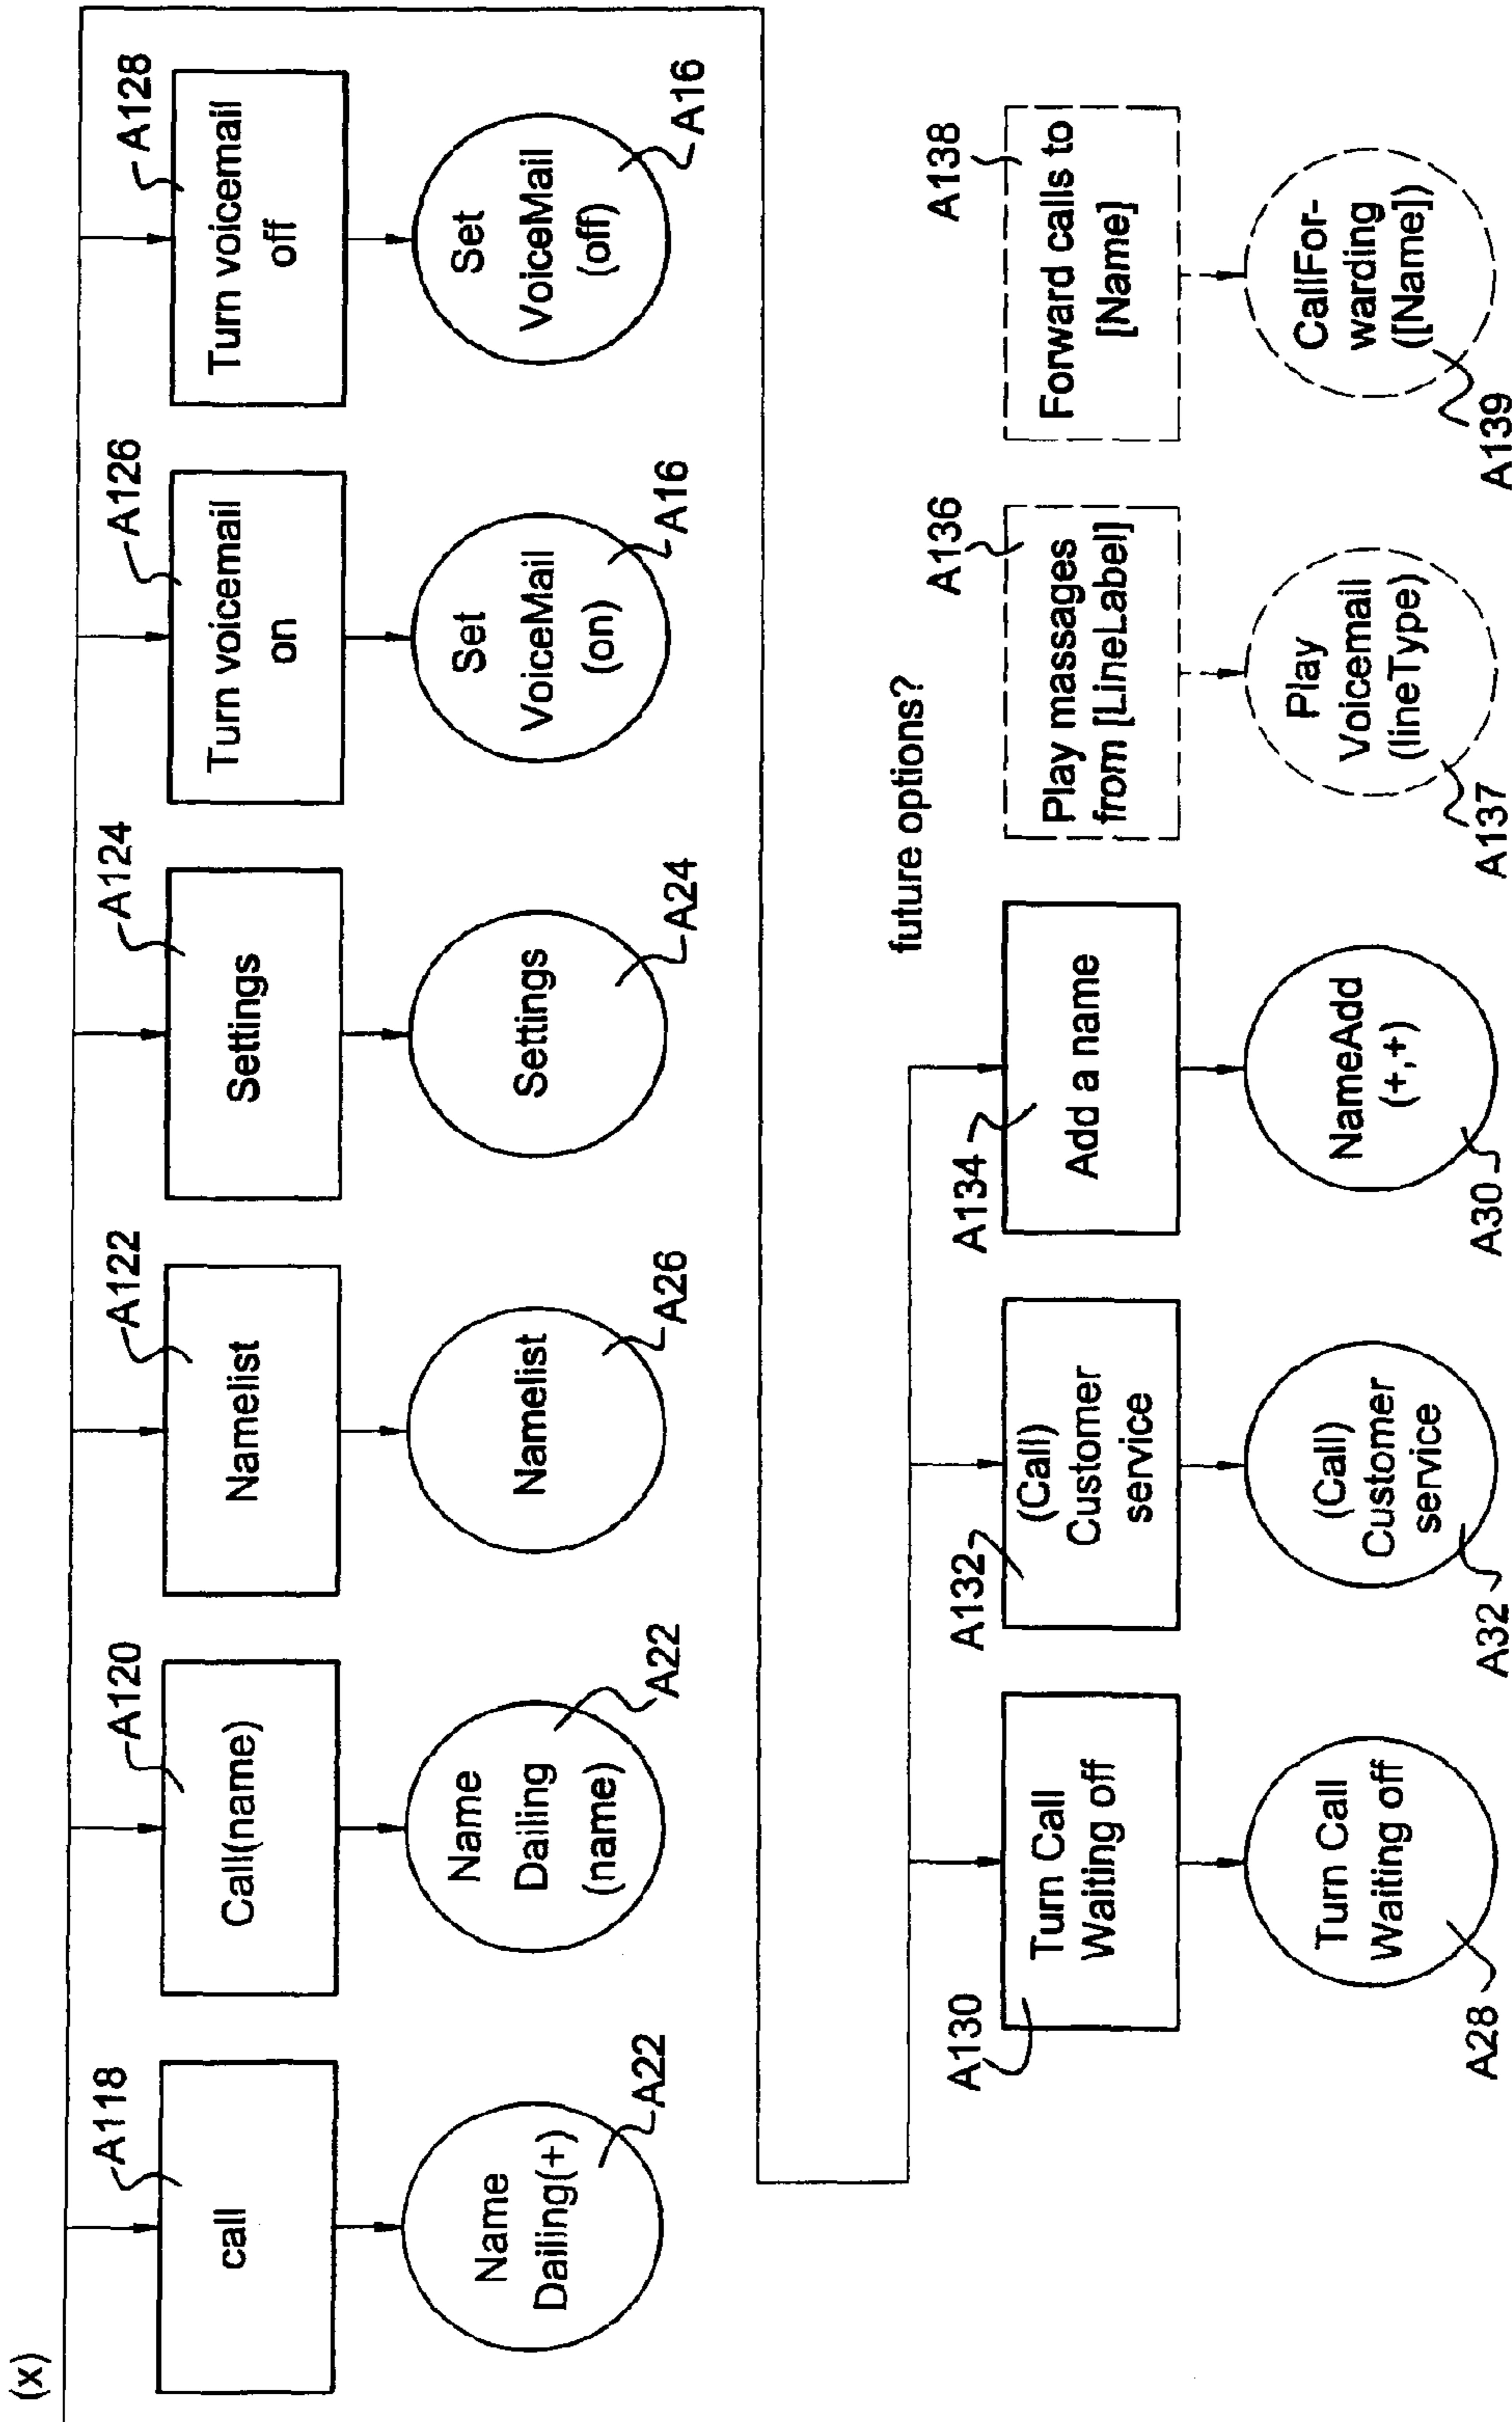 (x)
A118
call
Name
Dailing(+)
A22
A120
Call(name)
Name
Dailing
(name)
A22
A122
Namelist
Namelist
A26
A124
Settings
Settings
A24
A126
Turn voicemail
on
Set
VoiceMail
(on)
A16
A128
Turn voicemail
off
Set
VoiceMail
(off)
A16
A130
Turn Call
Waiting off
Turn Call
Waiting off
A28
A132
(Call)
Customer
service
(Call)
Customer
service
A32
A134
Add a name
NameAdd
(+,+)
A30
future options?
A136
Play massages
from [LineLabel]
Play
Voicemail
(lineType)
A137
A138
Forward calls to
[Name]
CallFor-
warding
([Name])
A139